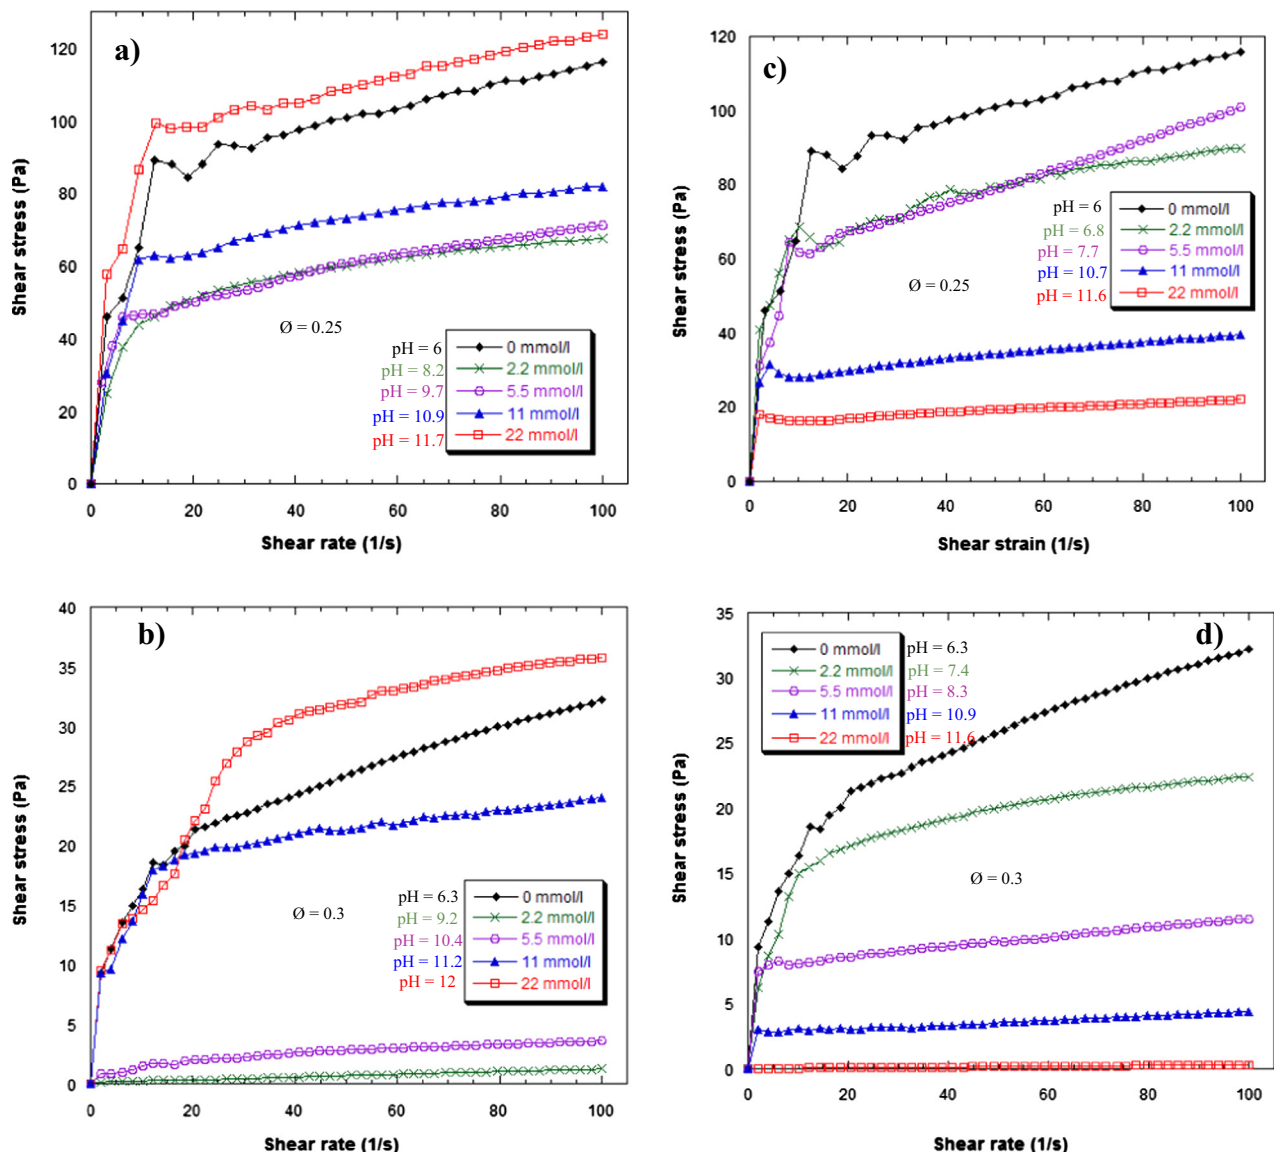 a)
120
100
80
60
40
20
0
Shear stress (Pa)
Ø = 0.25
pH = 6 0 mmol/l
pH = 8.2 2.2 mmol/l
pH = 9.7 5.5 mmol/l
pH = 10.9 11 mmol/l
pH = 11.7 22 mmol/l
0 20 40 60 80 100
Shear rate (1/s)
c)
120
100
80
60
40
20
0
Shear stress (Pa)
pH = 6 0 mmol/l
pH = 6.8 2.2 mmol/l
pH = 7.7 5.5 mmol/l
pH = 10.7 11 mmol/l
pH = 11.6 22 mmol/l
Ø = 0.25
0 20 40 60 80 100
Shear strain (1/s)
b)
40
35
30
25
20
15
10
5
0
Shear stress (Pa)
Ø = 0.3
pH = 6.3 0 mmol/l
pH = 9.2 2.2 mmol/l
pH = 10.4 5.5 mmol/l
pH = 11.2 11 mmol/l
pH = 12 22 mmol/l
0 20 40 60 80 100
Shear rate (1/s)
d)
35
30
25
20
15
10
5
0
Shear stress (Pa)
0 mmol/l pH = 6.3
2.2 mmol/l pH = 7.4
5.5 mmol/l pH = 8.3
11 mmol/l pH = 10.9
22 mmol/l pH = 11.6
Ø = 0.3
0 20 40 60 80 100
Shear rate (1/s)